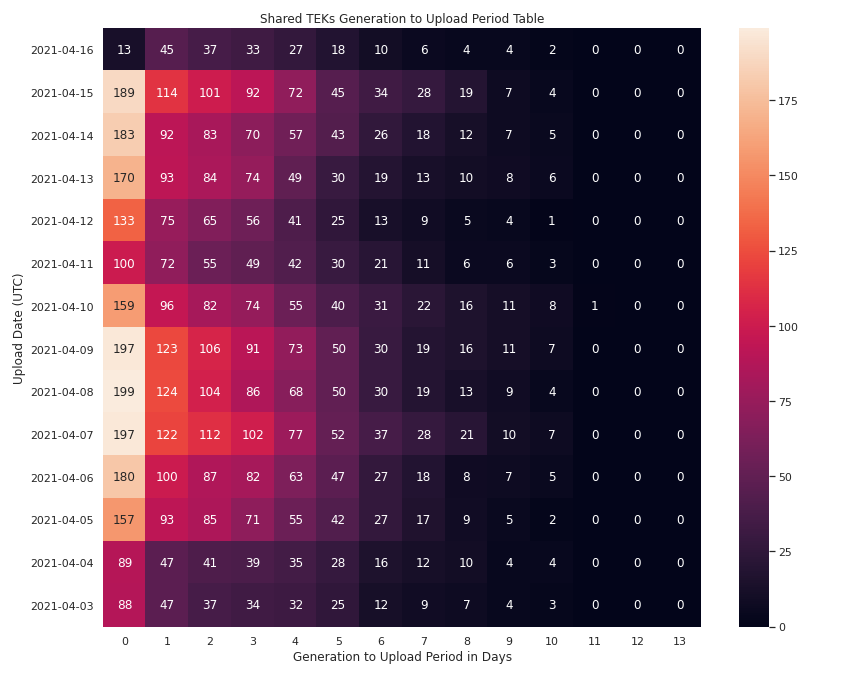 Shared TEKs Generation to Upload Period Table
Upload Date (UTC)
2021-04-16 13 45 37 33 27 18 10 6 4 4 2 0 0 0
2021-04-15 189 114 101 92 72 45 34 28 19 7 4 0 0 0
2021-04-14 183 92 83 70 57 43 26 18 12 7 5 0 0 0
2021-04-13 170 93 84 74 49 30 19 13 10 8 6 0 0 0
2021-04-12 133 75 65 56 41 25 13 9 5 4 1 0 0 0
2021-04-11 100 72 55 49 42 30 21 11 6 6 3 0 0 0
2021-04-10 159 96 82 74 55 40 31 22 16 11 8 1 0 0
2021-04-09 197 123 106 91 73 50 30 19 16 11 7 0 0 0
2021-04-08 199 124 104 86 68 50 30 19 13 9 4 0 0 0
2021-04-07 197 122 112 102 77 52 37 28 21 10 7 0 0 0
2021-04-06 180 100 87 82 63 47 27 18 8 7 5 0 0 0
2021-04-05 157 93 85 71 55 42 27 17 9 5 2 0 0 0
2021-04-04 89 47 41 39 35 28 16 12 10 4 4 0 0 0
2021-04-03 88 47 37 34 32 25 12 9 7 4 3 0 0 0
0 1 2 3 4 5 6 7 8 9 10 11 12 13
Generation to Upload Period in Days
175
150
125
100
75
50
25
0